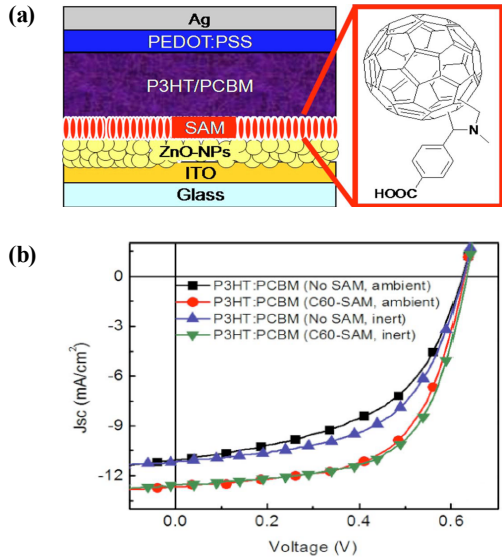 (a)
Ag
PEDOT:PSS
P3HT/PCBM
SAM
ZnO-NPs
ITO
Glass
N
HOOC
(b)
P3HT:PCBM (No SAM, ambient)
P3HT:PCBM (C60-SAM, ambient)
P3HT:PCBM (No SAM, inert)
P3HT:PCBM (C60-SAM, inert)
Jsc (mA/cm²)
0
-3
-6
-9
-12
0.0 0.2 0.4 0.6
Voltage (V)